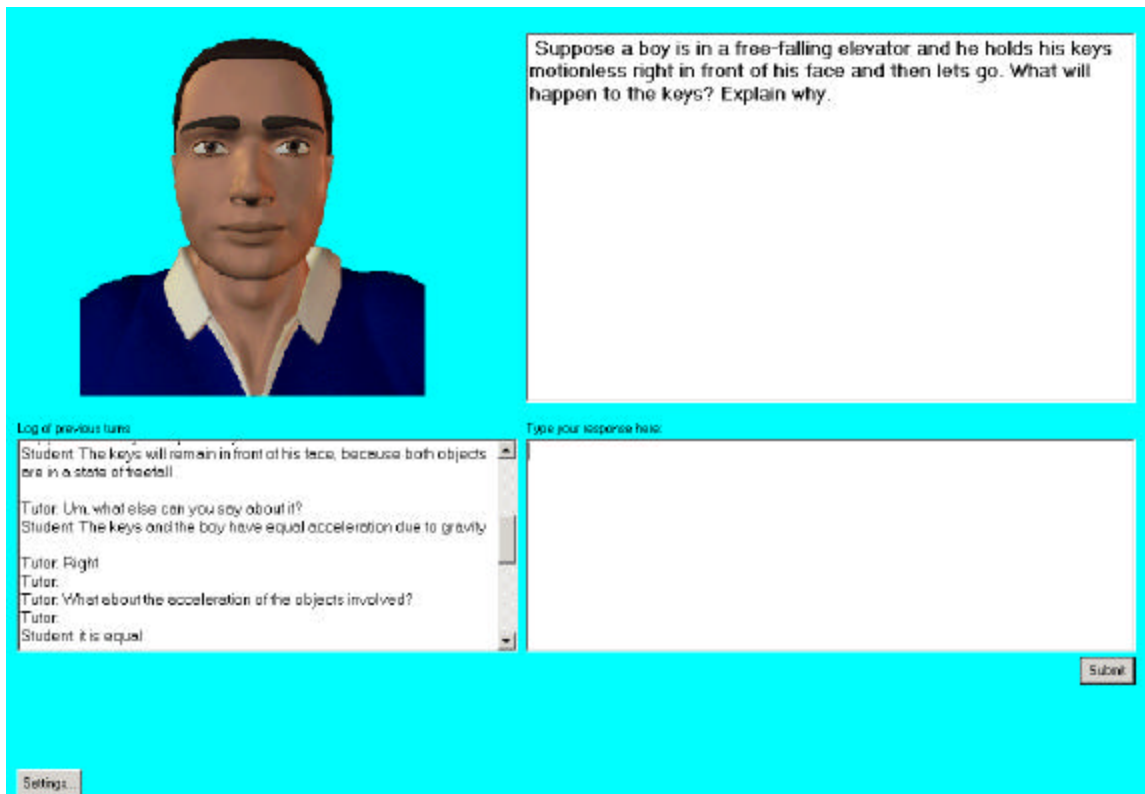 Suppose a boy is in a free-falling elevator and he holds his keys
motionless right in front of his face and then lets go. What will
happen to the keys? Explain why.
Log of previous turns
Student The keys will remain in front of his face, because both objects
are in a state of freefall
Tutor: Um, what else can you say about it?
Student The keys and the boy have equal acceleration due to gravity
Tutor: Right
Tutor:
Tutor: What about the acceleration of the objects involved?
Tutor:
Student it is equal
Type your response here:
Submit
Settings...